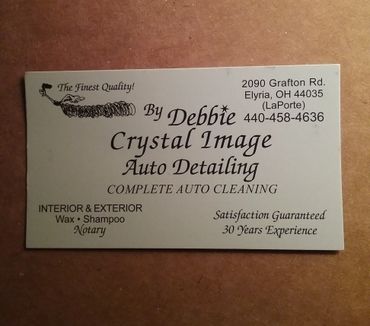 The Finest Quality!
2090 Grafton Rd.
Elyria, OH 44035
(LaPorte)
440-458-4636
By Debbie
Crystal Image
Auto Detailing
COMPLETE AUTO CLEANING
INTERIOR & EXTERIOR
Wax • Shampoo
Notary
Satisfaction Guaranteed
30 Years Experience